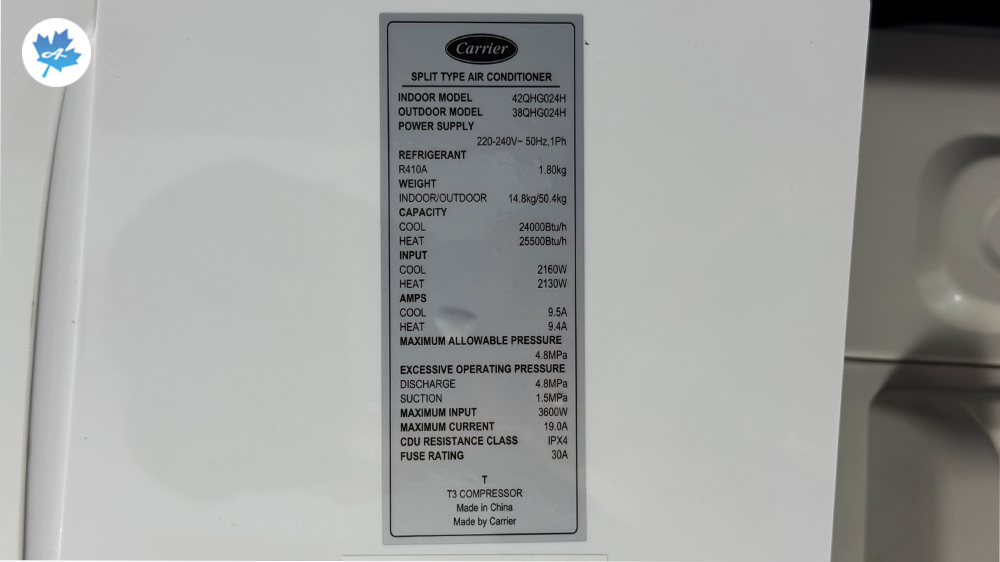 Carrier
SPLIT TYPE AIR CONDITIONER
INDOOR MODEL 42QHG024H
OUTDOOR MODEL 38QHG024H
POWER SUPPLY
220-240V~ 50Hz,1Ph
REFRIGERANT
R410A 1.80kg
WEIGHT
INDOOR/OUTDOOR 14.8kg/50.4kg
CAPACITY
COOL 24000Btu/h
HEAT 25500Btu/h
INPUT
COOL 2160W
HEAT 2130W
AMPS
COOL 9.5A
HEAT 9.4A
MAXIMUM ALLOWABLE PRESSURE
4.8MPa
EXCESSIVE OPERATING PRESSURE
DISCHARGE 4.8MPa
SUCTION 1.5MPa
MAXIMUM INPUT 3600W
MAXIMUM CURRENT 19.0A
CDU RESISTANCE CLASS IPX4
FUSE RATING 30A
T
T3 COMPRESSOR
Made in China
Made by Carrier